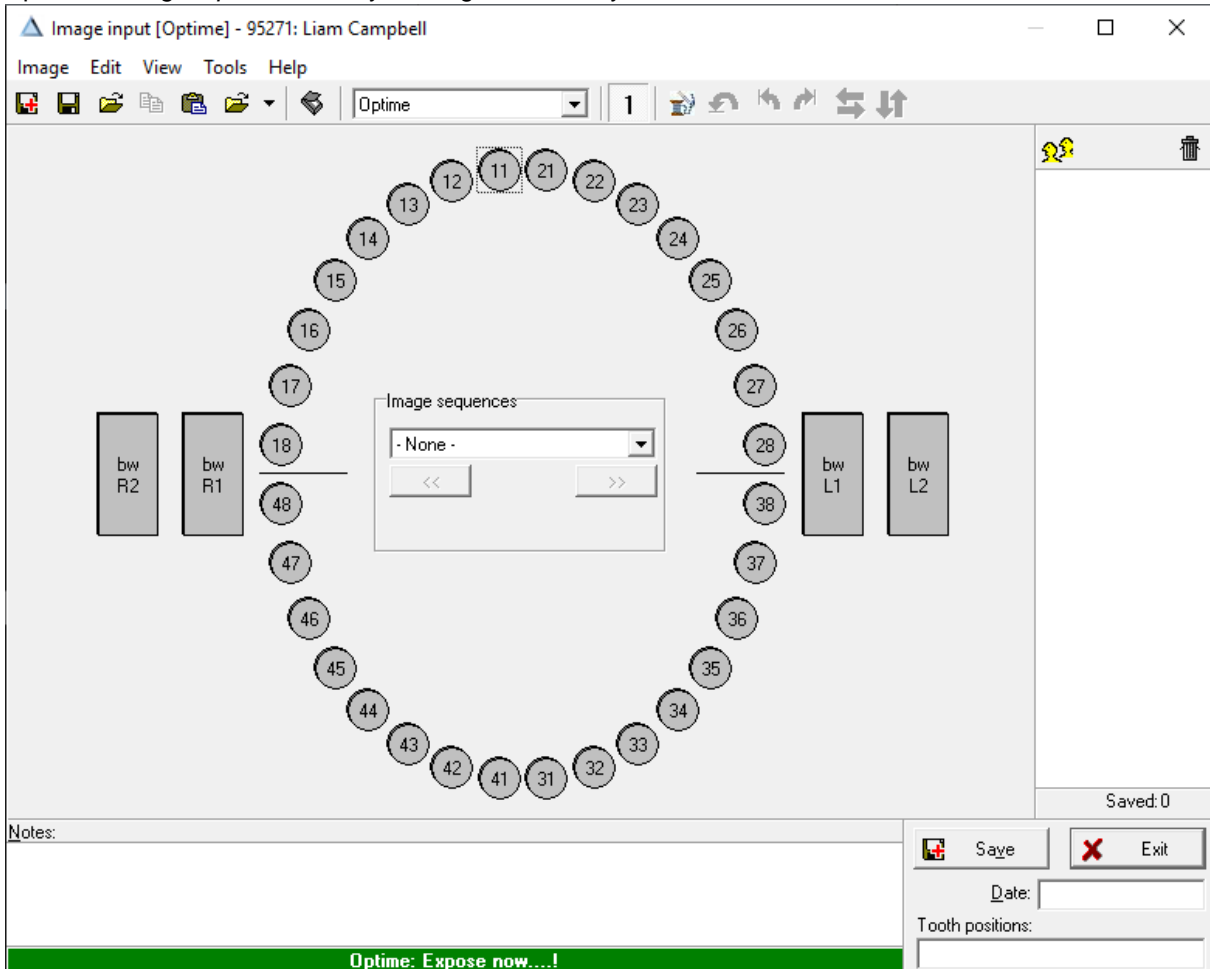 Image input [Optime] - 95271: Liam Campbell
Image Edit View Tools Help
Optime
1
11 21
12 22
13 23
14 24
15 25
16 26
17 27
18 28
Image sequences
- None -
<< >>
bw R2
bw R1
bw L1
bw L2
48 38
47 37
46 36
45 35
44 34
43 33
42 32
41 31
Saved: 0
Notes:
Save Exit
Date:
Tooth positions:
Optime: Expose now....!